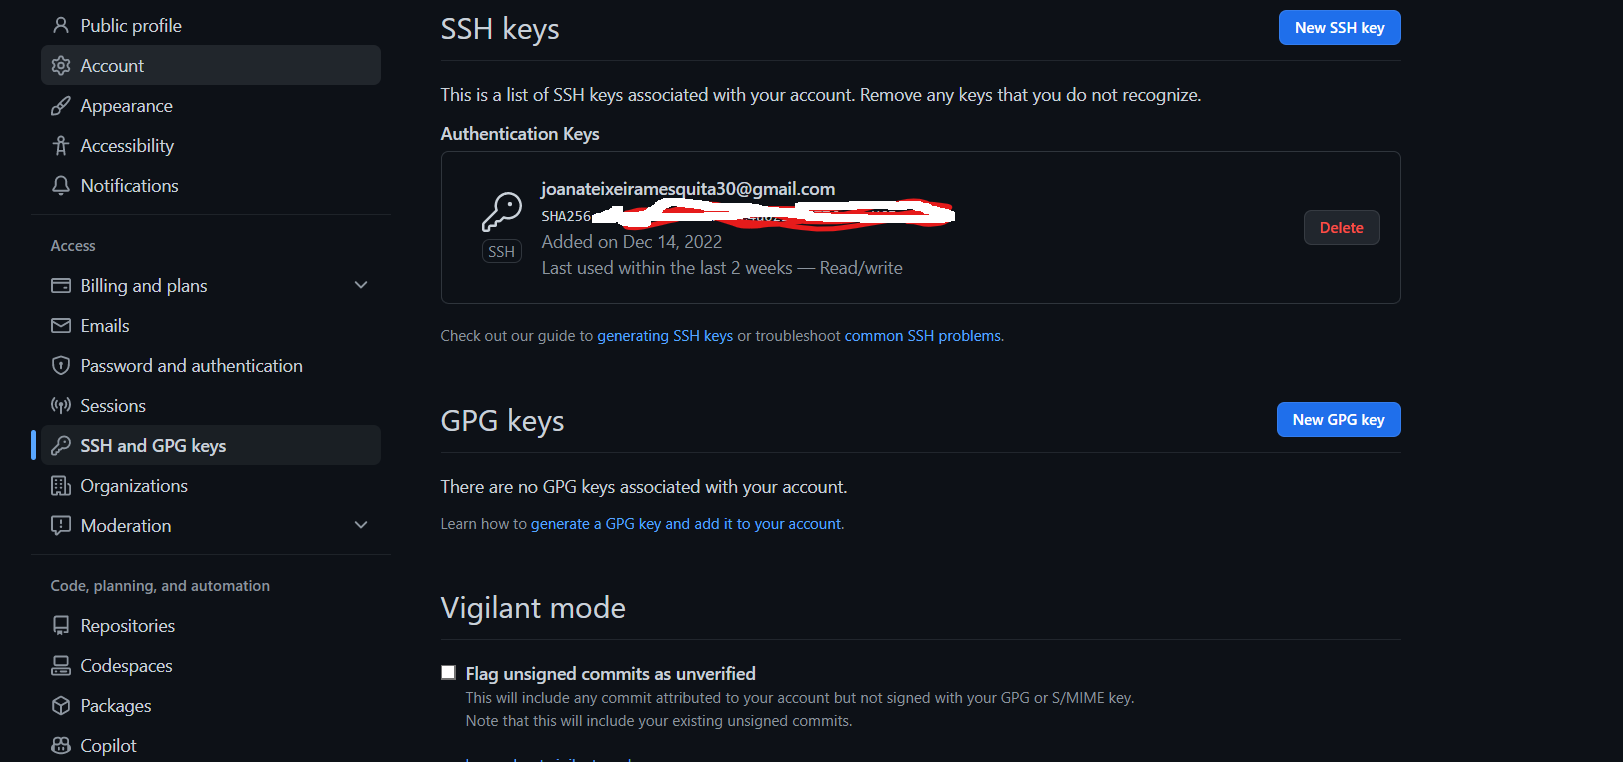 Public profile
Account
Appearance
Accessibility
Notifications
Access
Billing and plans
Emails
Password and authentication
Sessions
SSH and GPG keys
Organizations
Moderation
Code, planning, and automation
Repositories
Codespaces
Packages
Copilot
SSH keys
New SSH key
This is a list of SSH keys associated with your account. Remove any keys that you do not recognize.
Authentication Keys
joanateixeiramesquita30@gmail.com
SHA256
SSH
Added on Dec 14, 2022
Last used within the last 2 weeks — Read/write
Delete
Check out our guide to generating SSH keys or troubleshoot common SSH problems.
GPG keys
New GPG key
There are no GPG keys associated with your account.
Learn how to generate a GPG key and add it to your account.
Vigilant mode
Flag unsigned commits as unverified
This will include any commit attributed to your account but not signed with your GPG or S/MIME key.
Note that this will include your existing unsigned commits.